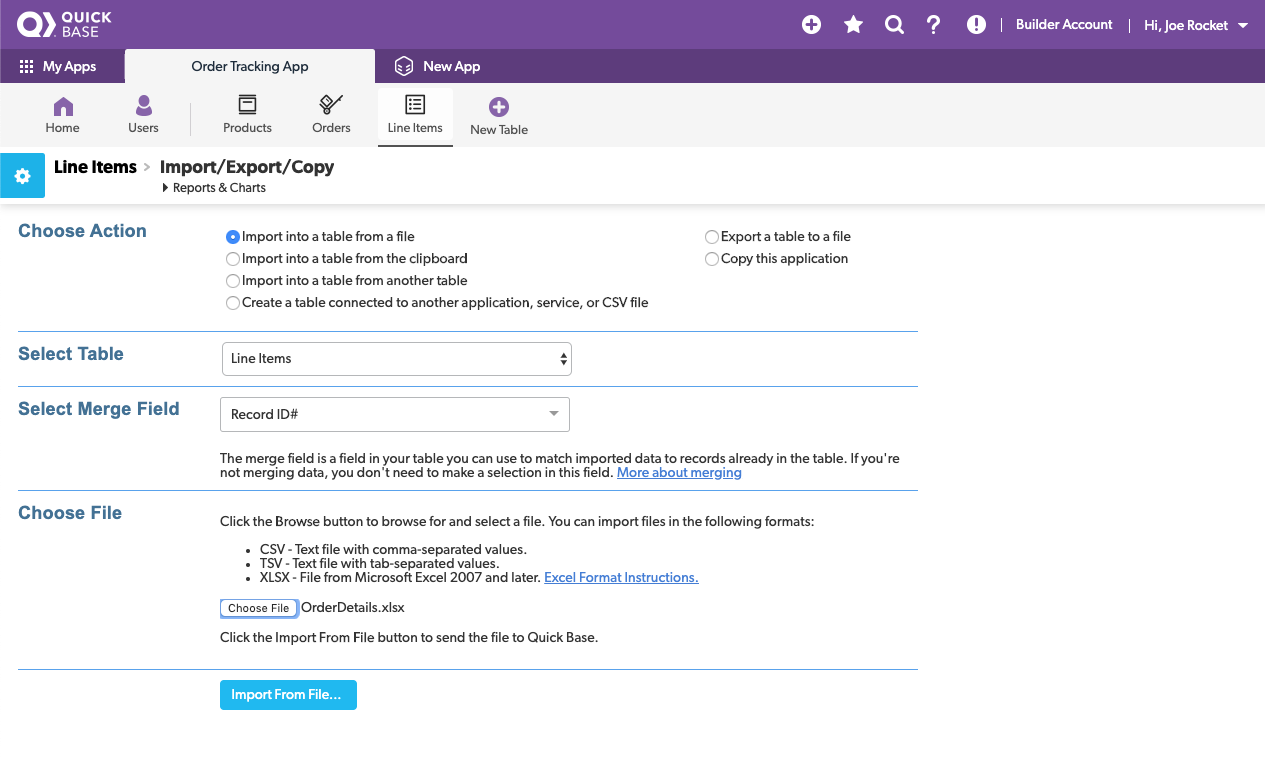 QUICK
BASE
Builder Account
Hi, Joe Rocket
My Apps
Order Tracking App
New App
Home
Users
Products
Orders
Line Items
New Table
Line Items > Import/Export/Copy
Reports & Charts
Choose Action
Import into a table from a file
Export a table to a file
Import into a table from the clipboard
Copy this application
Import into a table from another table
Create a table connected to another application, service, or CSV file
Select Table
Line Items
Select Merge Field
Record ID#
The merge field is a field in your table you can use to match imported data to records already in the table. If you're
not merging data, you don't need to make a selection in this field. More about merging
Choose File
Click the Browse button to browse for and select a file. You can import files in the following formats:
• CSV - Text file with comma-separated values.
• TSV - Text file with tab-separated values.
• XLSX - File from Microsoft Excel 2007 and later. Excel Format Instructions.
Choose File OrderDetails.xlsx
Click the Import From File button to send the file to Quick Base.
Import From File...